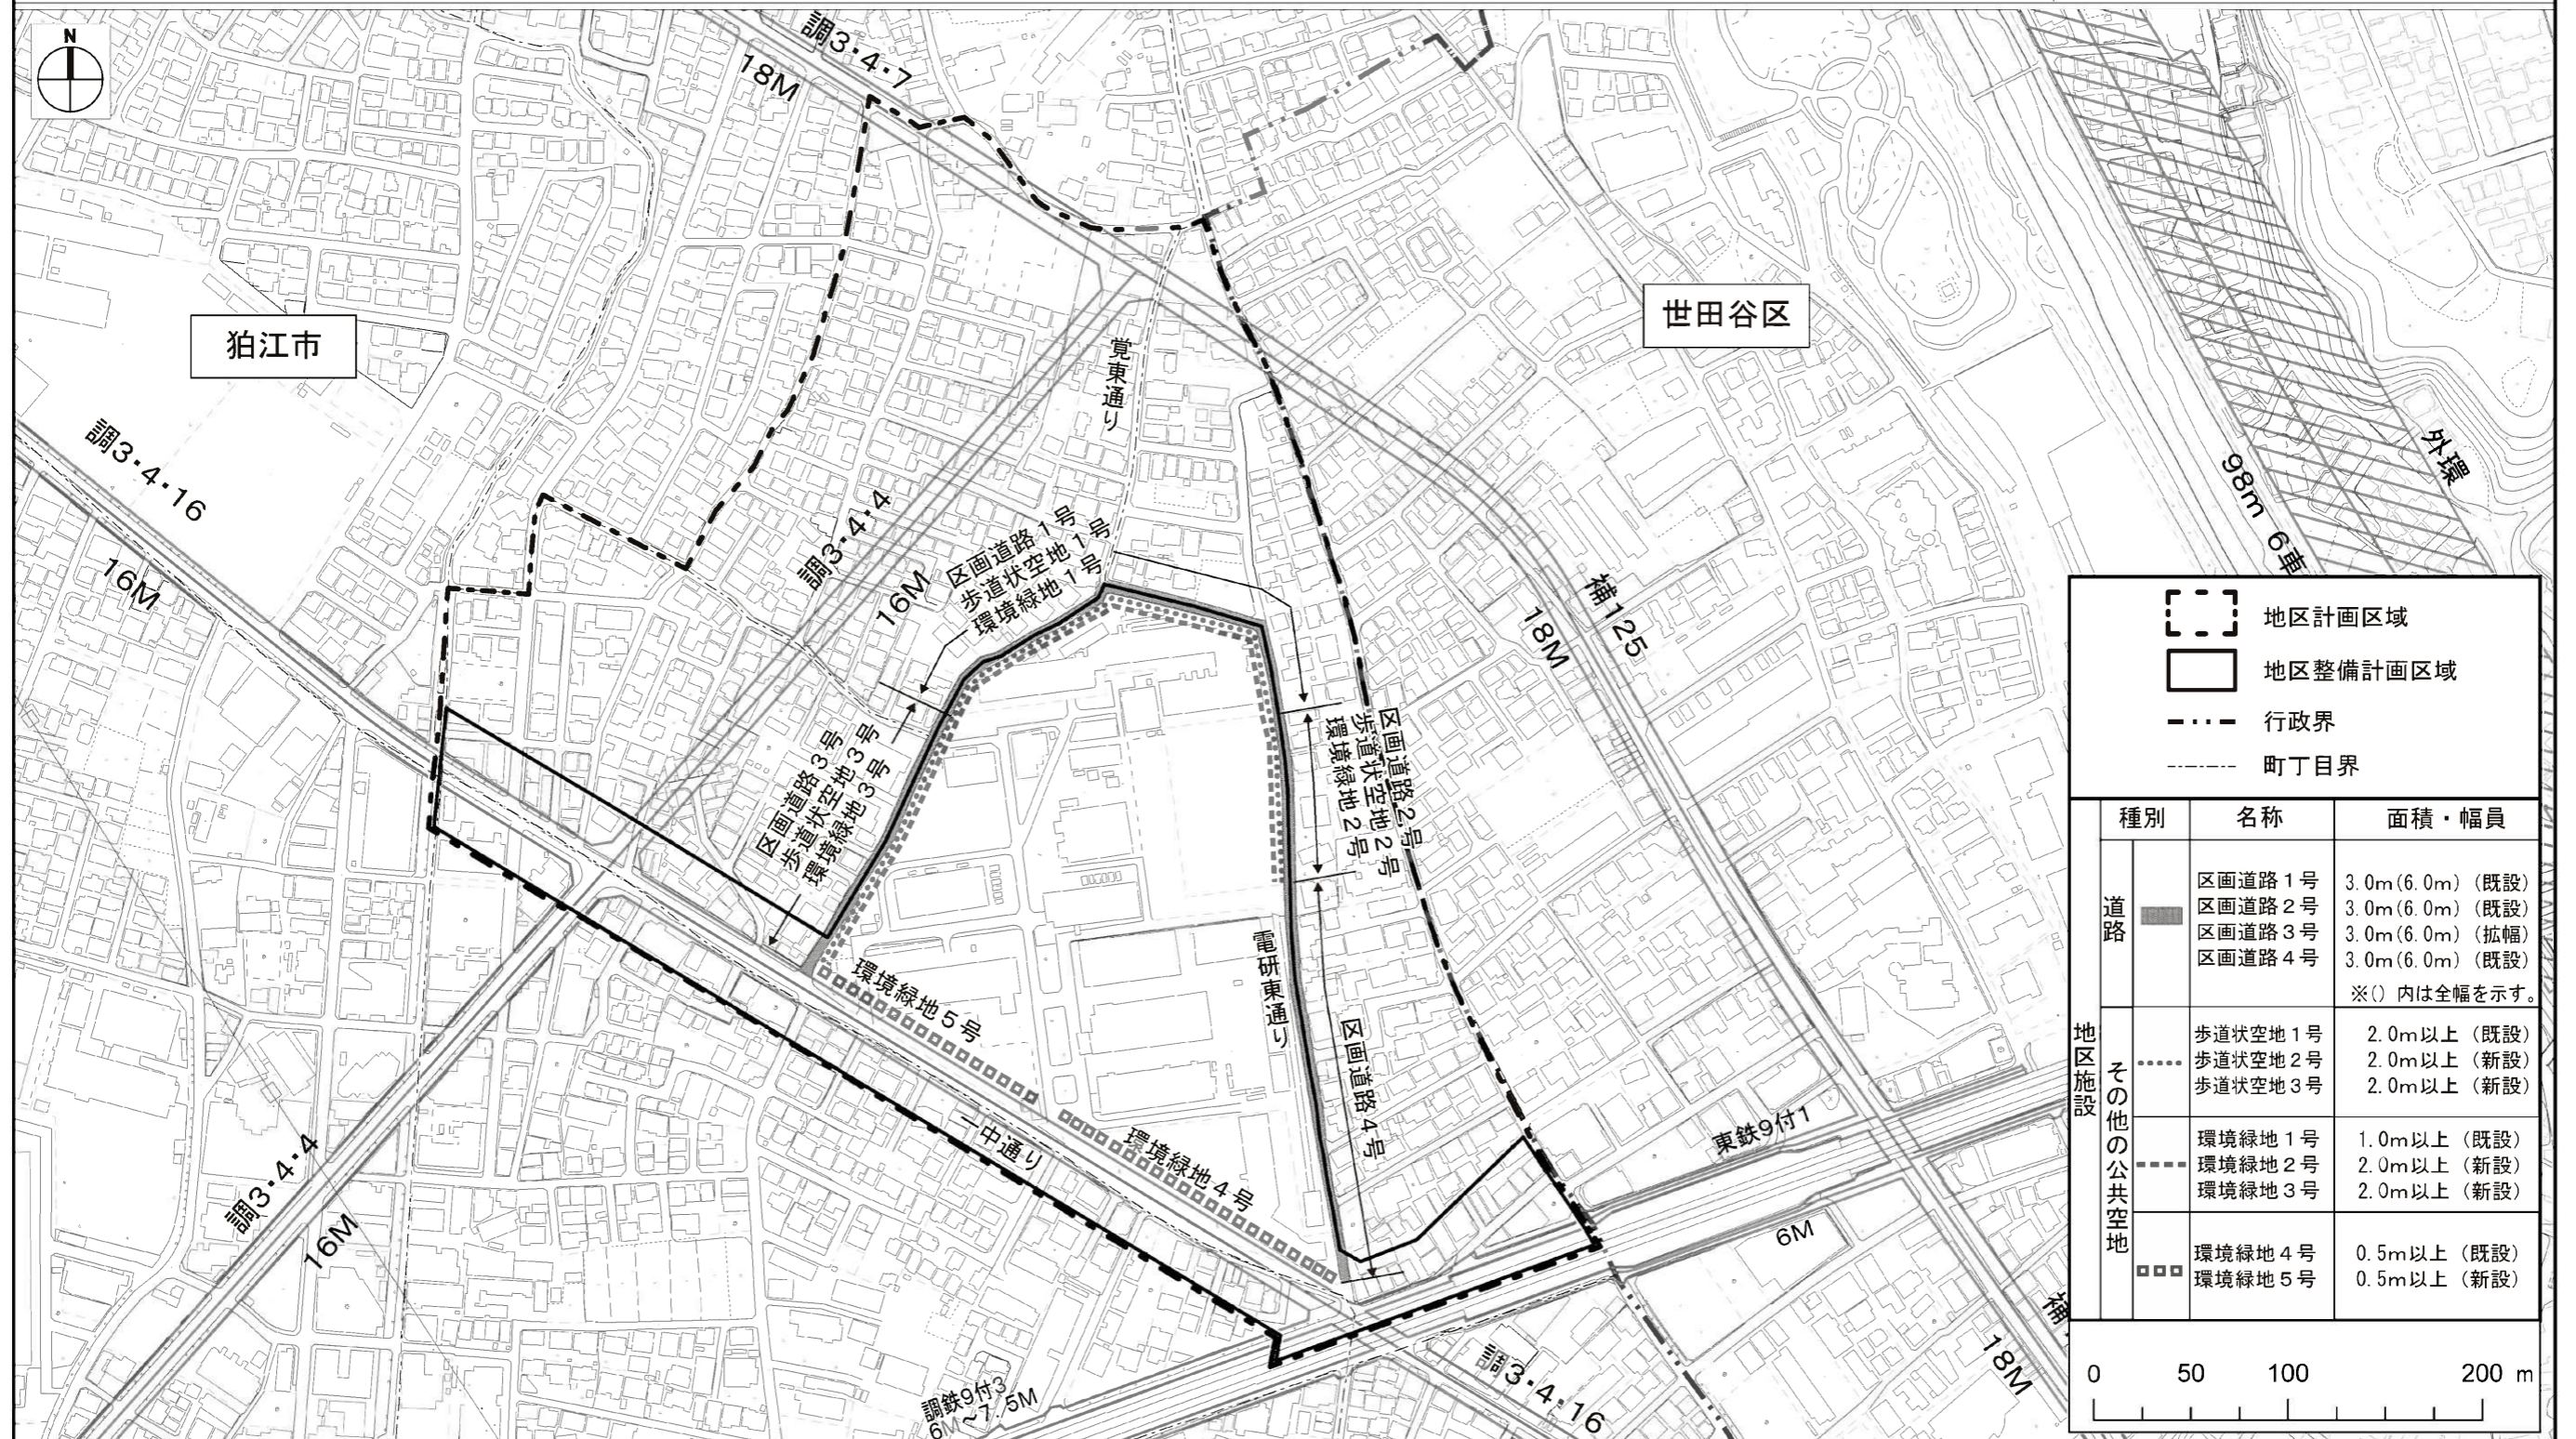 N
調3・4・7
18M
狛江市
世田谷区
覚東通り
調3・4・16
16M
調3・4・4
16M
区画道路1号
歩道状空地1号
環境緑地1号
外環
98m 6車
補125
18M
区画道路3号
歩道状空地3号
環境緑地3号
区画道路2号
歩道状空地2号
環境緑地2号
電研東通り
環境緑地5号
区画道路4号
一中通り
環境緑地4号
東鉄9付1
6M
調3・4・4
16M
調鉄9付3
6M～7.5M
調3・4・16
18M
補
地区計画区域
地区整備計画区域
行政界
町丁目界
種別 名称 面積・幅員
地区施設
道路
区画道路1号 3.0m(6.0m)（既設）
区画道路2号 3.0m(6.0m)（既設）
区画道路3号 3.0m(6.0m)（拡幅）
区画道路4号 3.0m(6.0m)（既設）
※()内は全幅を示す。
その他の公共空地
歩道状空地1号 2.0m以上（既設）
歩道状空地2号 2.0m以上（新設）
歩道状空地3号 2.0m以上（新設）
環境緑地1号 1.0m以上（既設）
環境緑地2号 2.0m以上（新設）
環境緑地3号 2.0m以上（新設）
環境緑地4号 0.5m以上（既設）
環境緑地5号 0.5m以上（新設）
0 50 100 200 m